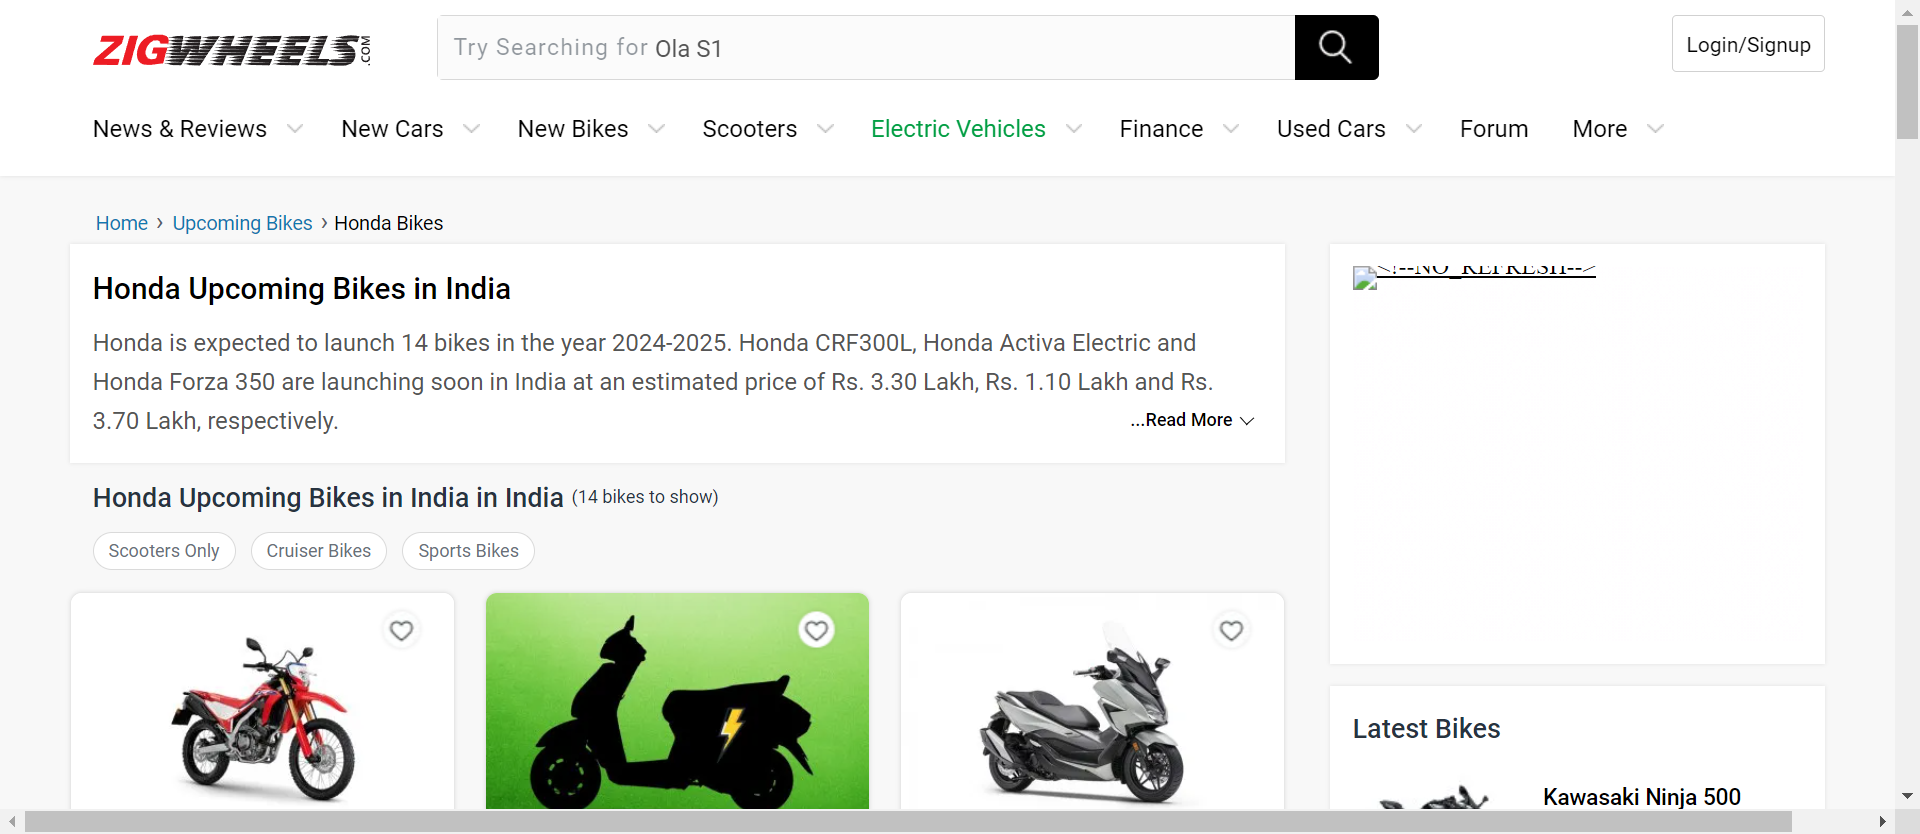 ZIGWHEELS.COM
Try Searching for Ola S1
Login/Signup
News & Reviews New Cars New Bikes Scooters Electric Vehicles Finance Used Cars Forum More
Home › Upcoming Bikes › Honda Bikes
Honda Upcoming Bikes in India
Honda is expected to launch 14 bikes in the year 2024-2025. Honda CRF300L, Honda Activa Electric and
Honda Forza 350 are launching soon in India at an estimated price of Rs. 3.30 Lakh, Rs. 1.10 Lakh and Rs.
3.70 Lakh, respectively.
...Read More
<!--NO_REFRESH-->
Honda Upcoming Bikes in India in India (14 bikes to show)
Scooters Only Cruiser Bikes Sports Bikes
Latest Bikes
Kawasaki Ninja 500